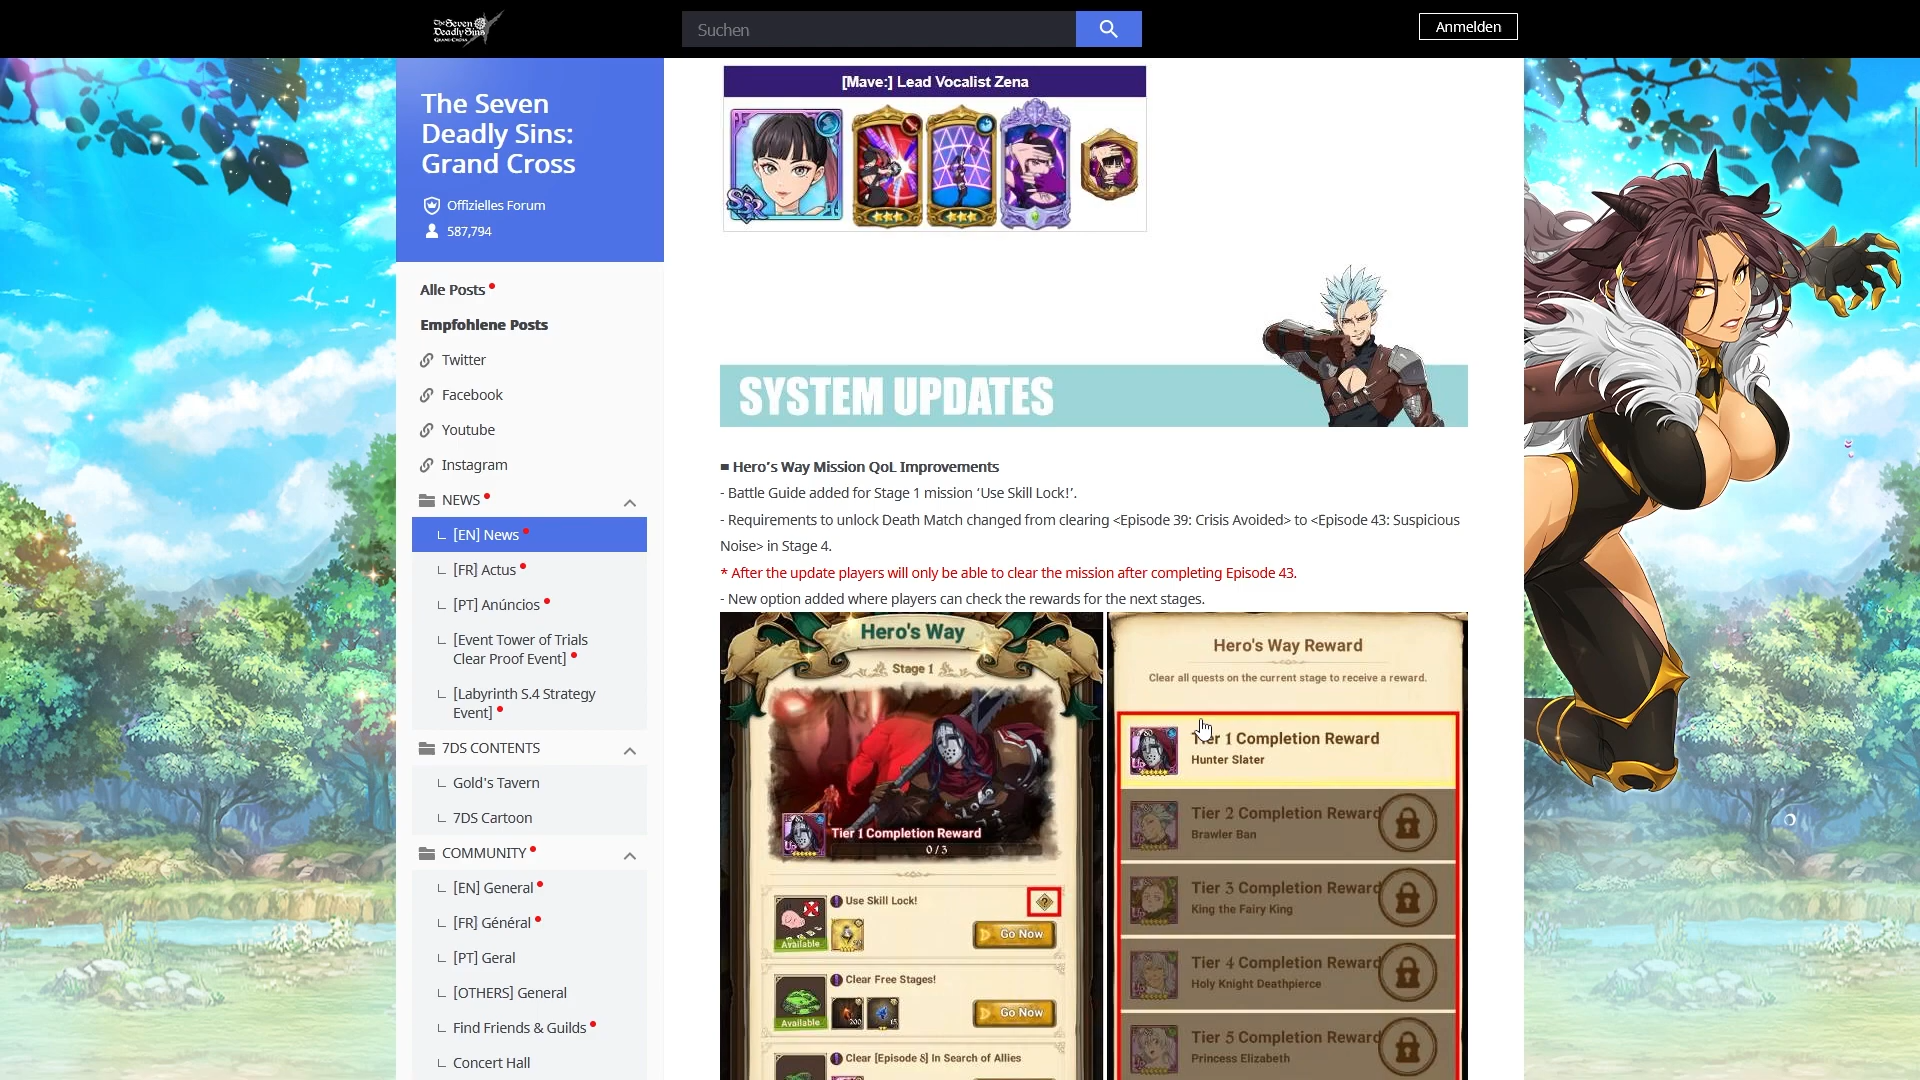 The Seven
Deadly Sins
GRAND CROSS
Suchen
Anmelden
The Seven
Deadly Sins:
Grand Cross
Offizielles Forum
587,794
Alle Posts
Empfohlene Posts
Twitter
Facebook
Youtube
Instagram
NEWS
[EN] News
[FR] Actus
[PT] Anúncios
[Event Tower of Trials
Clear Proof Event]
[Labyrinth S.4 Strategy
Event]
7DS CONTENTS
Gold's Tavern
7DS Cartoon
COMMUNITY
[EN] General
[FR] Général
[PT] Geral
[OTHERS] General
Find Friends & Guilds
Concert Hall
[Mave:] Lead Vocalist Zena
SSR
SYSTEM UPDATES
■ Hero’s Way Mission QoL Improvements
- Battle Guide added for Stage 1 mission ‘Use Skill Lock!’.
- Requirements to unlock Death Match changed from clearing <Episode 39: Crisis Avoided> to <Episode 43: Suspicious
Noise> in Stage 4.
* After the update players will only be able to clear the mission after completing Episode 43.
- New option added where players can check the rewards for the next stages.
Hero's Way
Stage 1
Tier 1 Completion Reward
0 / 3
Use Skill Lock!
?
Available
Go Now
Clear Free Stages!
Available
200
Go Now
Clear [Episode 8] In Search of Allies
Hero's Way Reward
Clear all quests on the current stage to receive a reward.
Tier 1 Completion Reward
Hunter Slater
Tier 2 Completion Reward
Brawler Ban
Tier 3 Completion Reward
King the Fairy King
Tier 4 Completion Reward
Holy Knight Deathpierce
Tier 5 Completion Reward
Princess Elizabeth